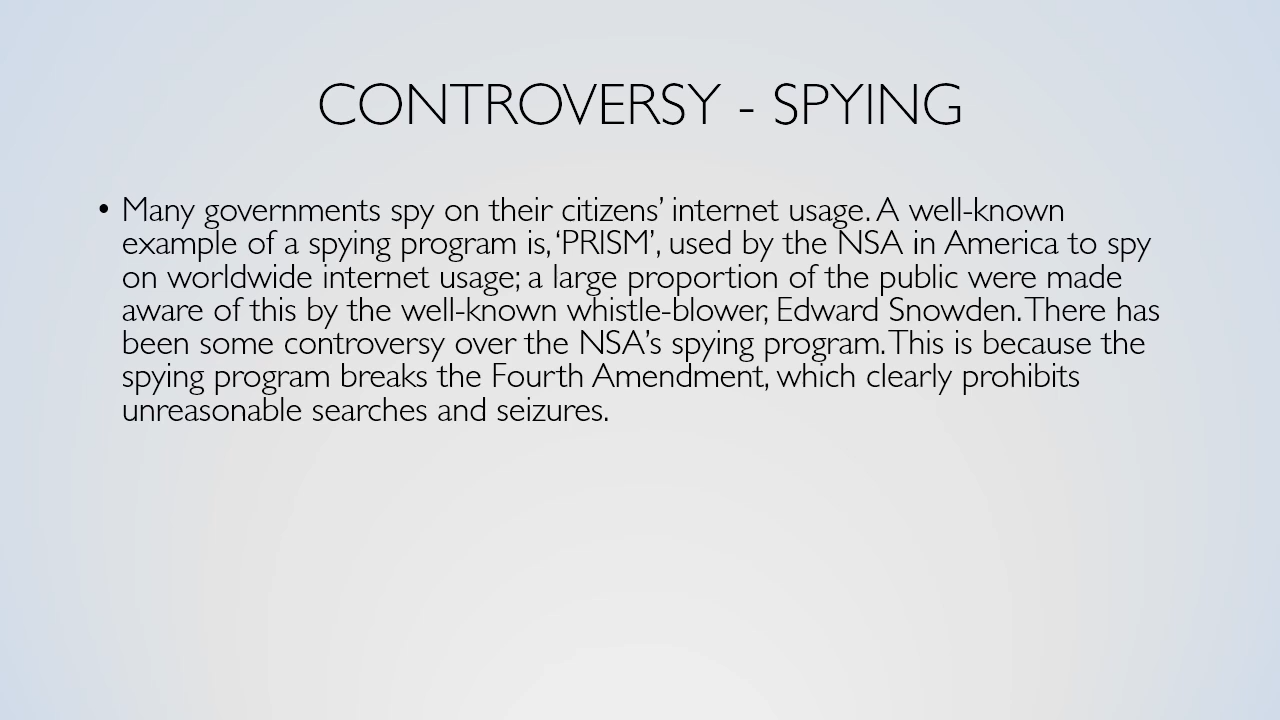 CONTROVERSY - SPYING
• Many governments spy on their citizens’ internet usage. A well-known
example of a spying program is, ‘PRISM’, used by the NSA in America to spy
on worldwide internet usage; a large proportion of the public were made
aware of this by the well-known whistle-blower, Edward Snowden. There has
been some controversy over the NSA’s spying program. This is because the
spying program breaks the Fourth Amendment, which clearly prohibits
unreasonable searches and seizures.